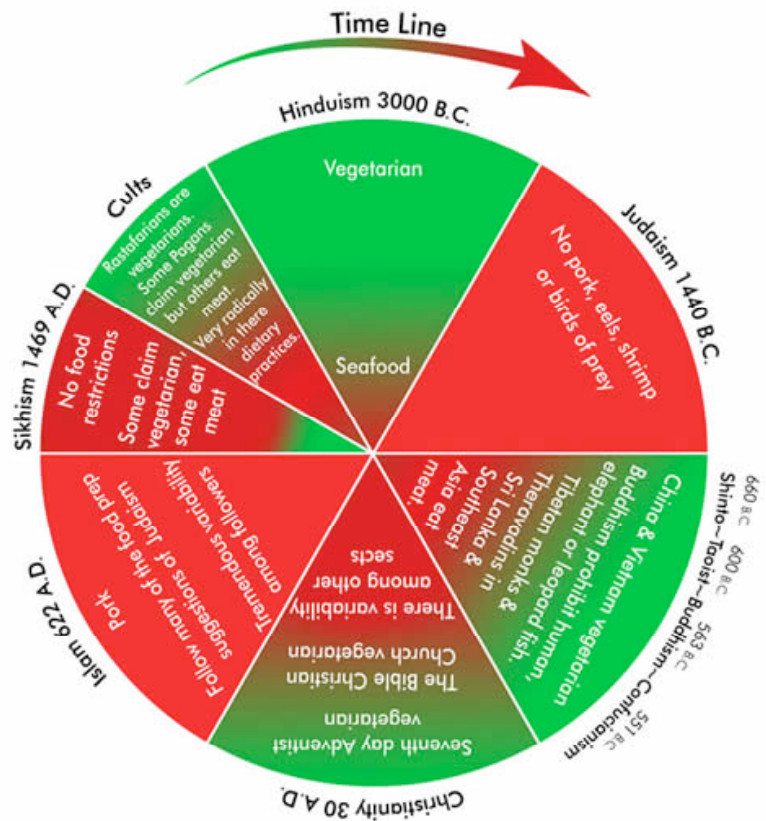 Time Line
Hinduism 3000 B.C.
Vegetarian
Seafood
Judaism 1440 B.C.
No pork, eels, shrimp
or birds of prey
660 BC 600 BC 563 B.C 551 BC
Shinto~Taoist~Buddhism~Confucianism
China & Vietnam vegetarian
Buddhism prohibit human,
elephant or leopard fish.
Tibetan monks &
Theravadins in
Sri Lanka &
Southeast
Asia eat
meat.
Christianity 30 A.D.
Seventh day Adventist
vegetarian
The Bible Christian
Church vegetarian
There is variability
among other
sects
Islam 622 A.D.
Pork
Follow many of the food prep
suggestions of Judaism
Tremendous variability
among followers
Sikhism 1469 A.D.
No food
restrictions
Some claim
vegetarian,
some eat
meat
Cults
Rastafarians are
vegetarians.
Some Pagans
claim vegetarian
but others eat
meat.
Very radically
in there
dietary
practices.